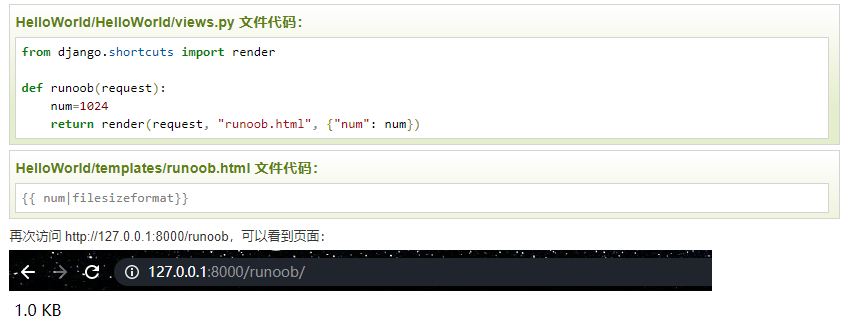 HelloWorld/HelloWorld/views.py 文件代码：
from django.shortcuts import render
def runoob(request):
    num=1024
    return render(request, "runoob.html", {"num": num})
HelloWorld/templates/runoob.html 文件代码：
{{ num|filesizeformat}}
再次访问 http://127.0.0.1:8000/runoob，可以看到页面：
127.0.0.1:8000/runoob/
1.0 KB